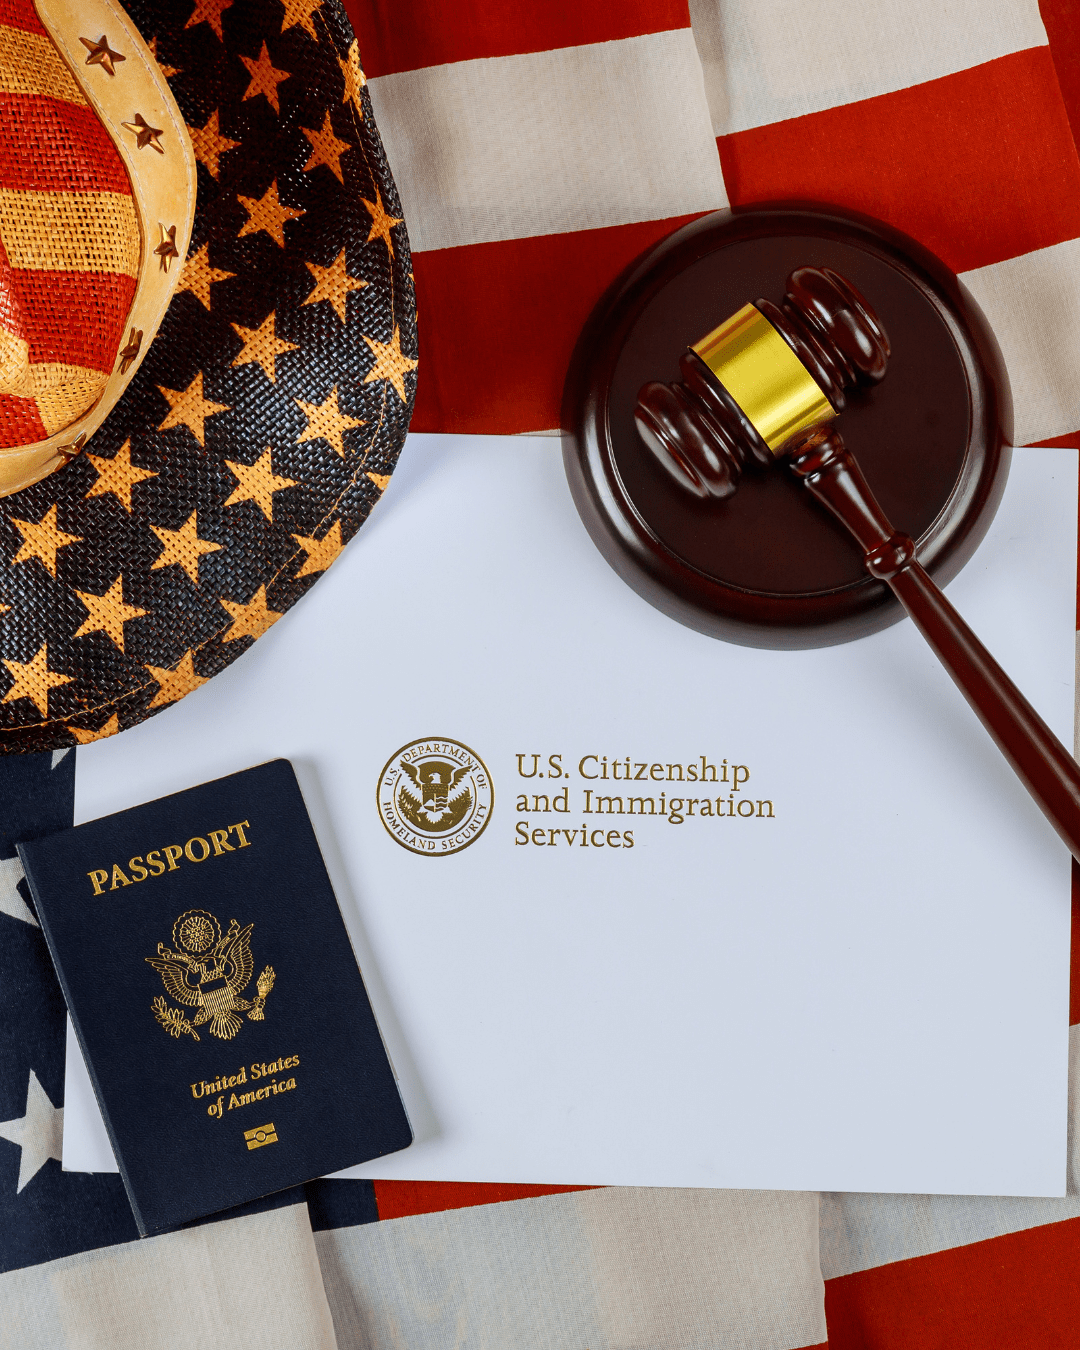 U.S. DEPARTMENT OF
HOMELAND SECURITY
U.S. Citizenship
and Immigration
Services
PASSPORT
United States
of America